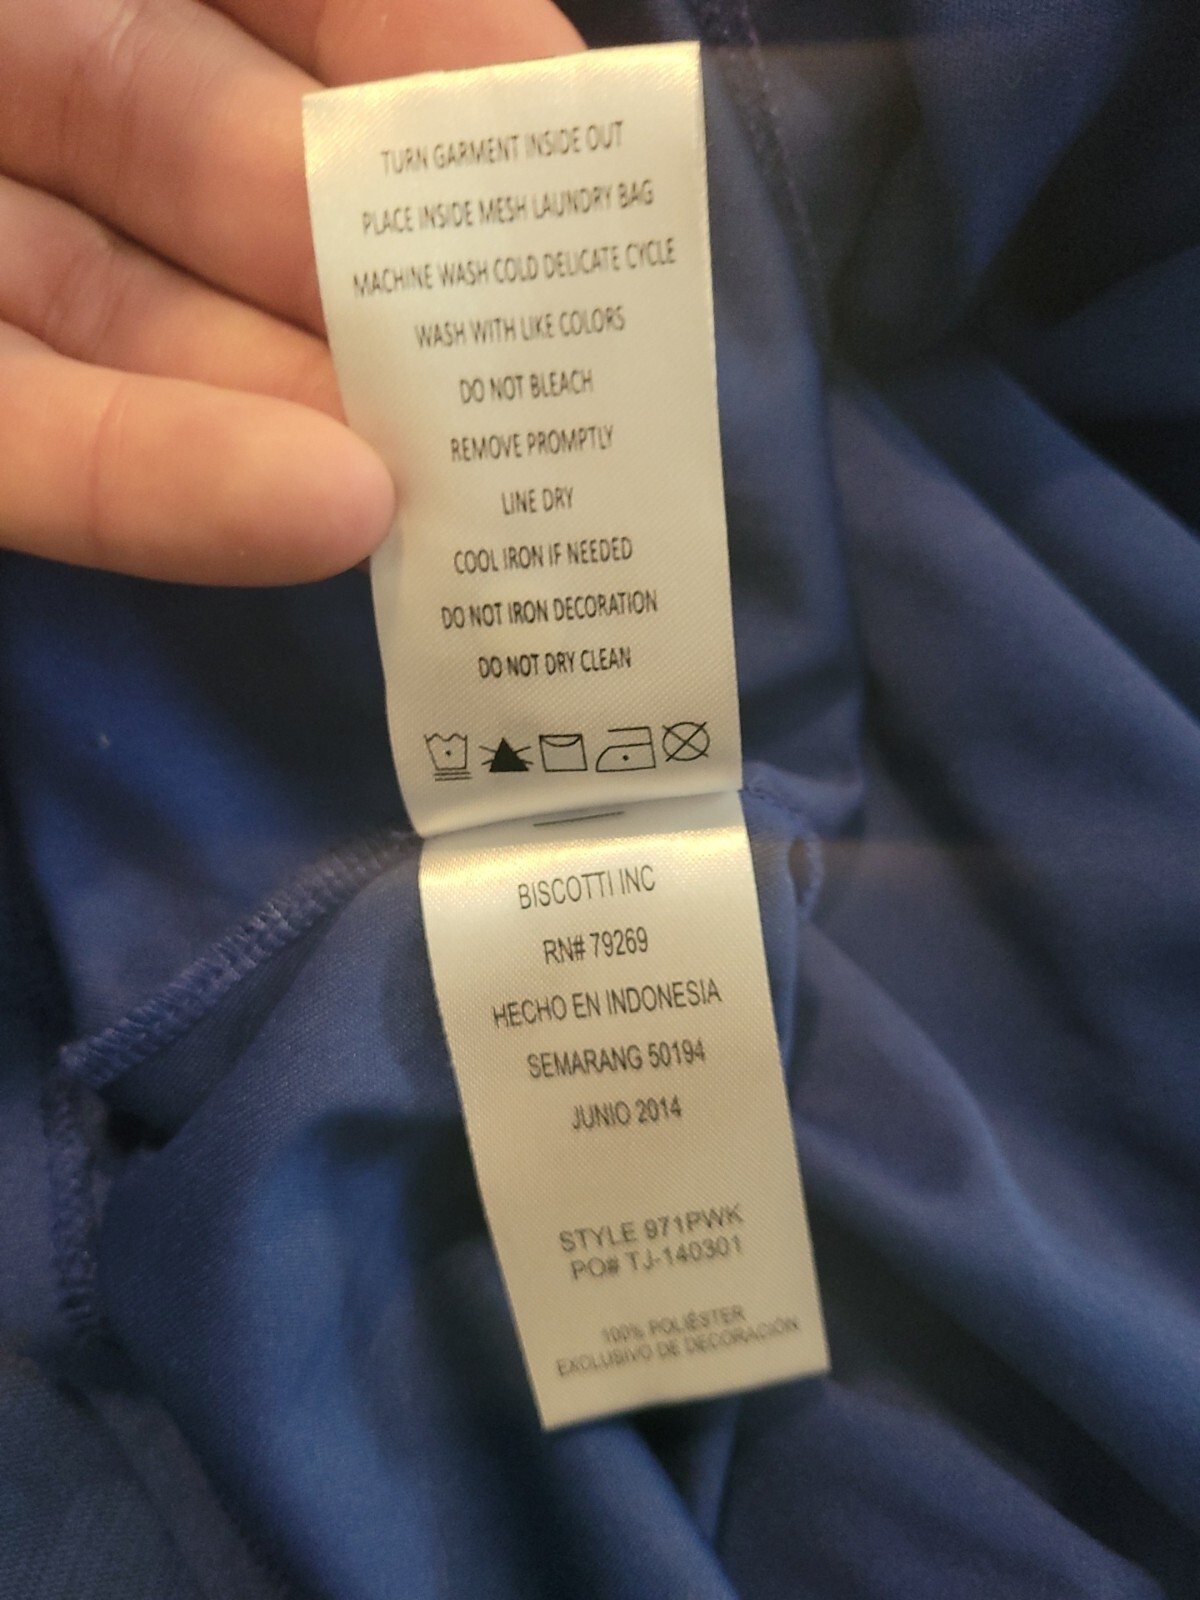 TURN GARMENT INSIDE OUT
PLACE INSIDE MESH LAUNDRY BAG
MACHINE WASH COLD DELICATE CYCLE
WASH WITH LIKE COLORS
DO NOT BLEACH
REMOVE PROMPTLY
LINE DRY
COOL IRON IF NEEDED
DO NOT IRON DECORATION
DO NOT DRY CLEAN
BISCOTTI INC
RN# 79269
HECHO EN INDONESIA
SEMARANG 50194
JUNIO 2014
STYLE 971PWK
PO# TJ-140301
100% POLIÉSTER
EXCLUSIVO DE DECORACIÓN